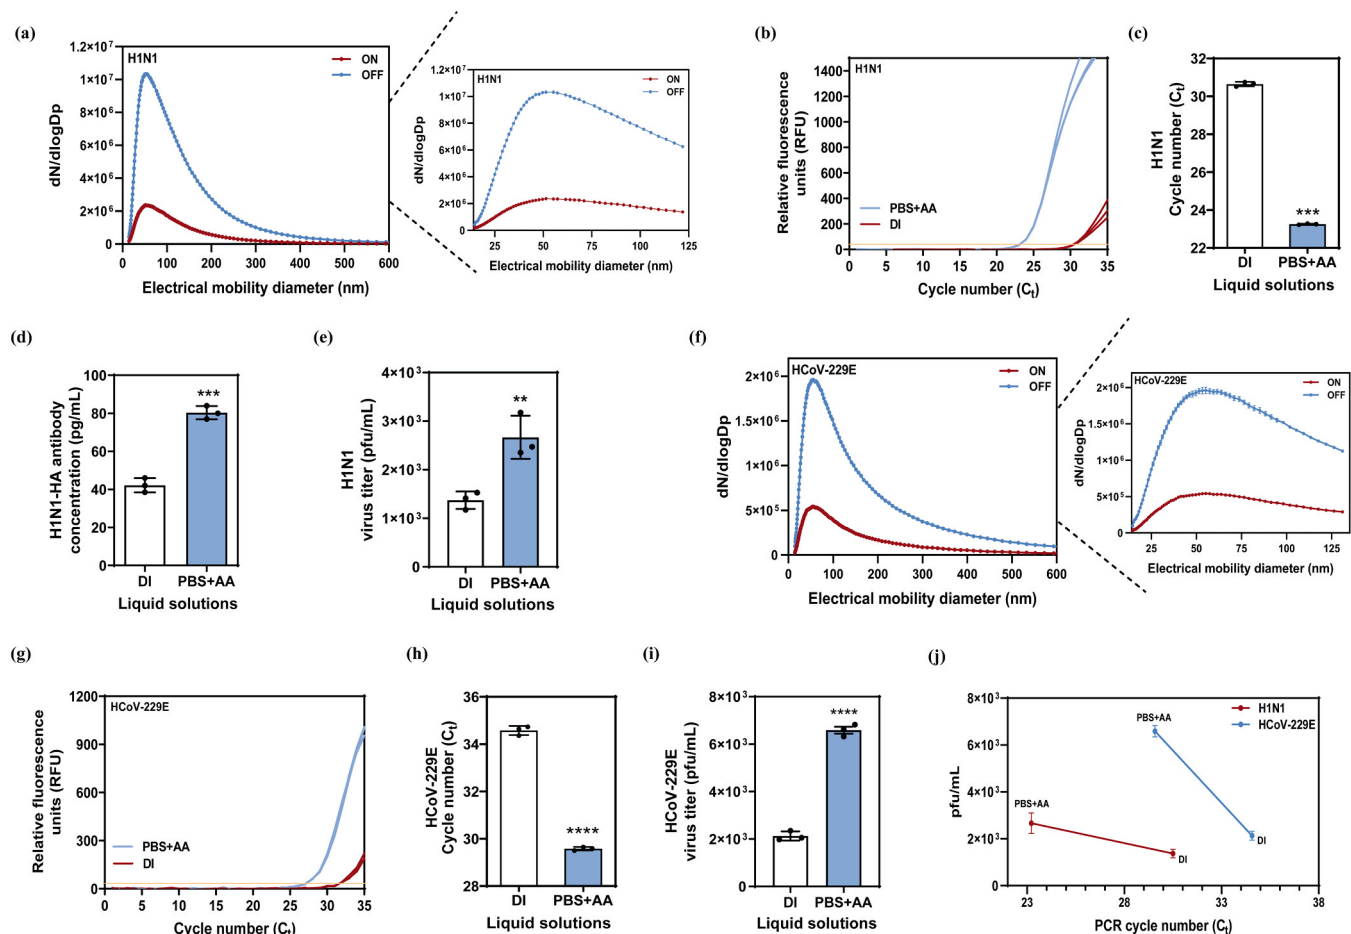 (a)
H1N1
ON
OFF
dN/dlogDp
1.2×10⁷
1×10⁷
8×10⁶
6×10⁶
4×10⁶
2×10⁶
0
0 100 200 300 400 500 600
Electrical mobility diameter (nm)
H1N1
ON
OFF
dN/dlogDp
1.2×10⁷
1×10⁷
8×10⁶
6×10⁶
4×10⁶
2×10⁶
0
25 50 75 100 125
Electrical mobility diameter (nm)
(b)
H1N1
Relative fluorescence
units (RFU)
1400
1200
1000
800
600
400
200
0
PBS+AA
DI
0 5 10 15 20 25 30 35
Cycle number (Cₜ)
(c)
H1N1
Cycle number (Cₜ)
32
30
28
26
24
22
***
DI PBS+AA
Liquid solutions
(d)
H1N1-HA antibody
concentration (pg/mL)
100
80
60
40
20
0
***
DI PBS+AA
Liquid solutions
(e)
H1N1
virus titer (pfu/mL)
4×10³
3×10³
2×10³
1×10³
0
**
DI PBS+AA
Liquid solutions
(f)
HCoV-229E
ON
OFF
dN/dlogDp
2×10⁶
1.5×10⁶
1×10⁶
5×10⁵
0
0 100 200 300 400 500 600
Electrical mobility diameter (nm)
HCoV-229E
ON
OFF
dN/dlogDp
2×10⁶
1.5×10⁶
1×10⁶
5×10⁵
0
25 50 75 100 125
Electrical mobility diameter (nm)
(g)
HCoV-229E
Relative fluorescence
units (RFU)
1200
900
600
300
0
PBS+AA
DI
0 5 10 15 20 25 30 35
Cycle number (Cₜ)
(h)
HCoV-229E
Cycle number (Cₜ)
36
34
32
30
28
****
DI PBS+AA
Liquid solutions
(i)
HCoV-229E
virus titer (pfu/mL)
8×10³
6×10³
4×10³
2×10³
0
****
DI PBS+AA
Liquid solutions
(j)
H1N1
HCoV-229E
pfu/mL
8×10³
6×10³
4×10³
2×10³
0
PBS+AA
DI
PBS+AA
DI
23 28 33 38
PCR cycle number (Cₜ)